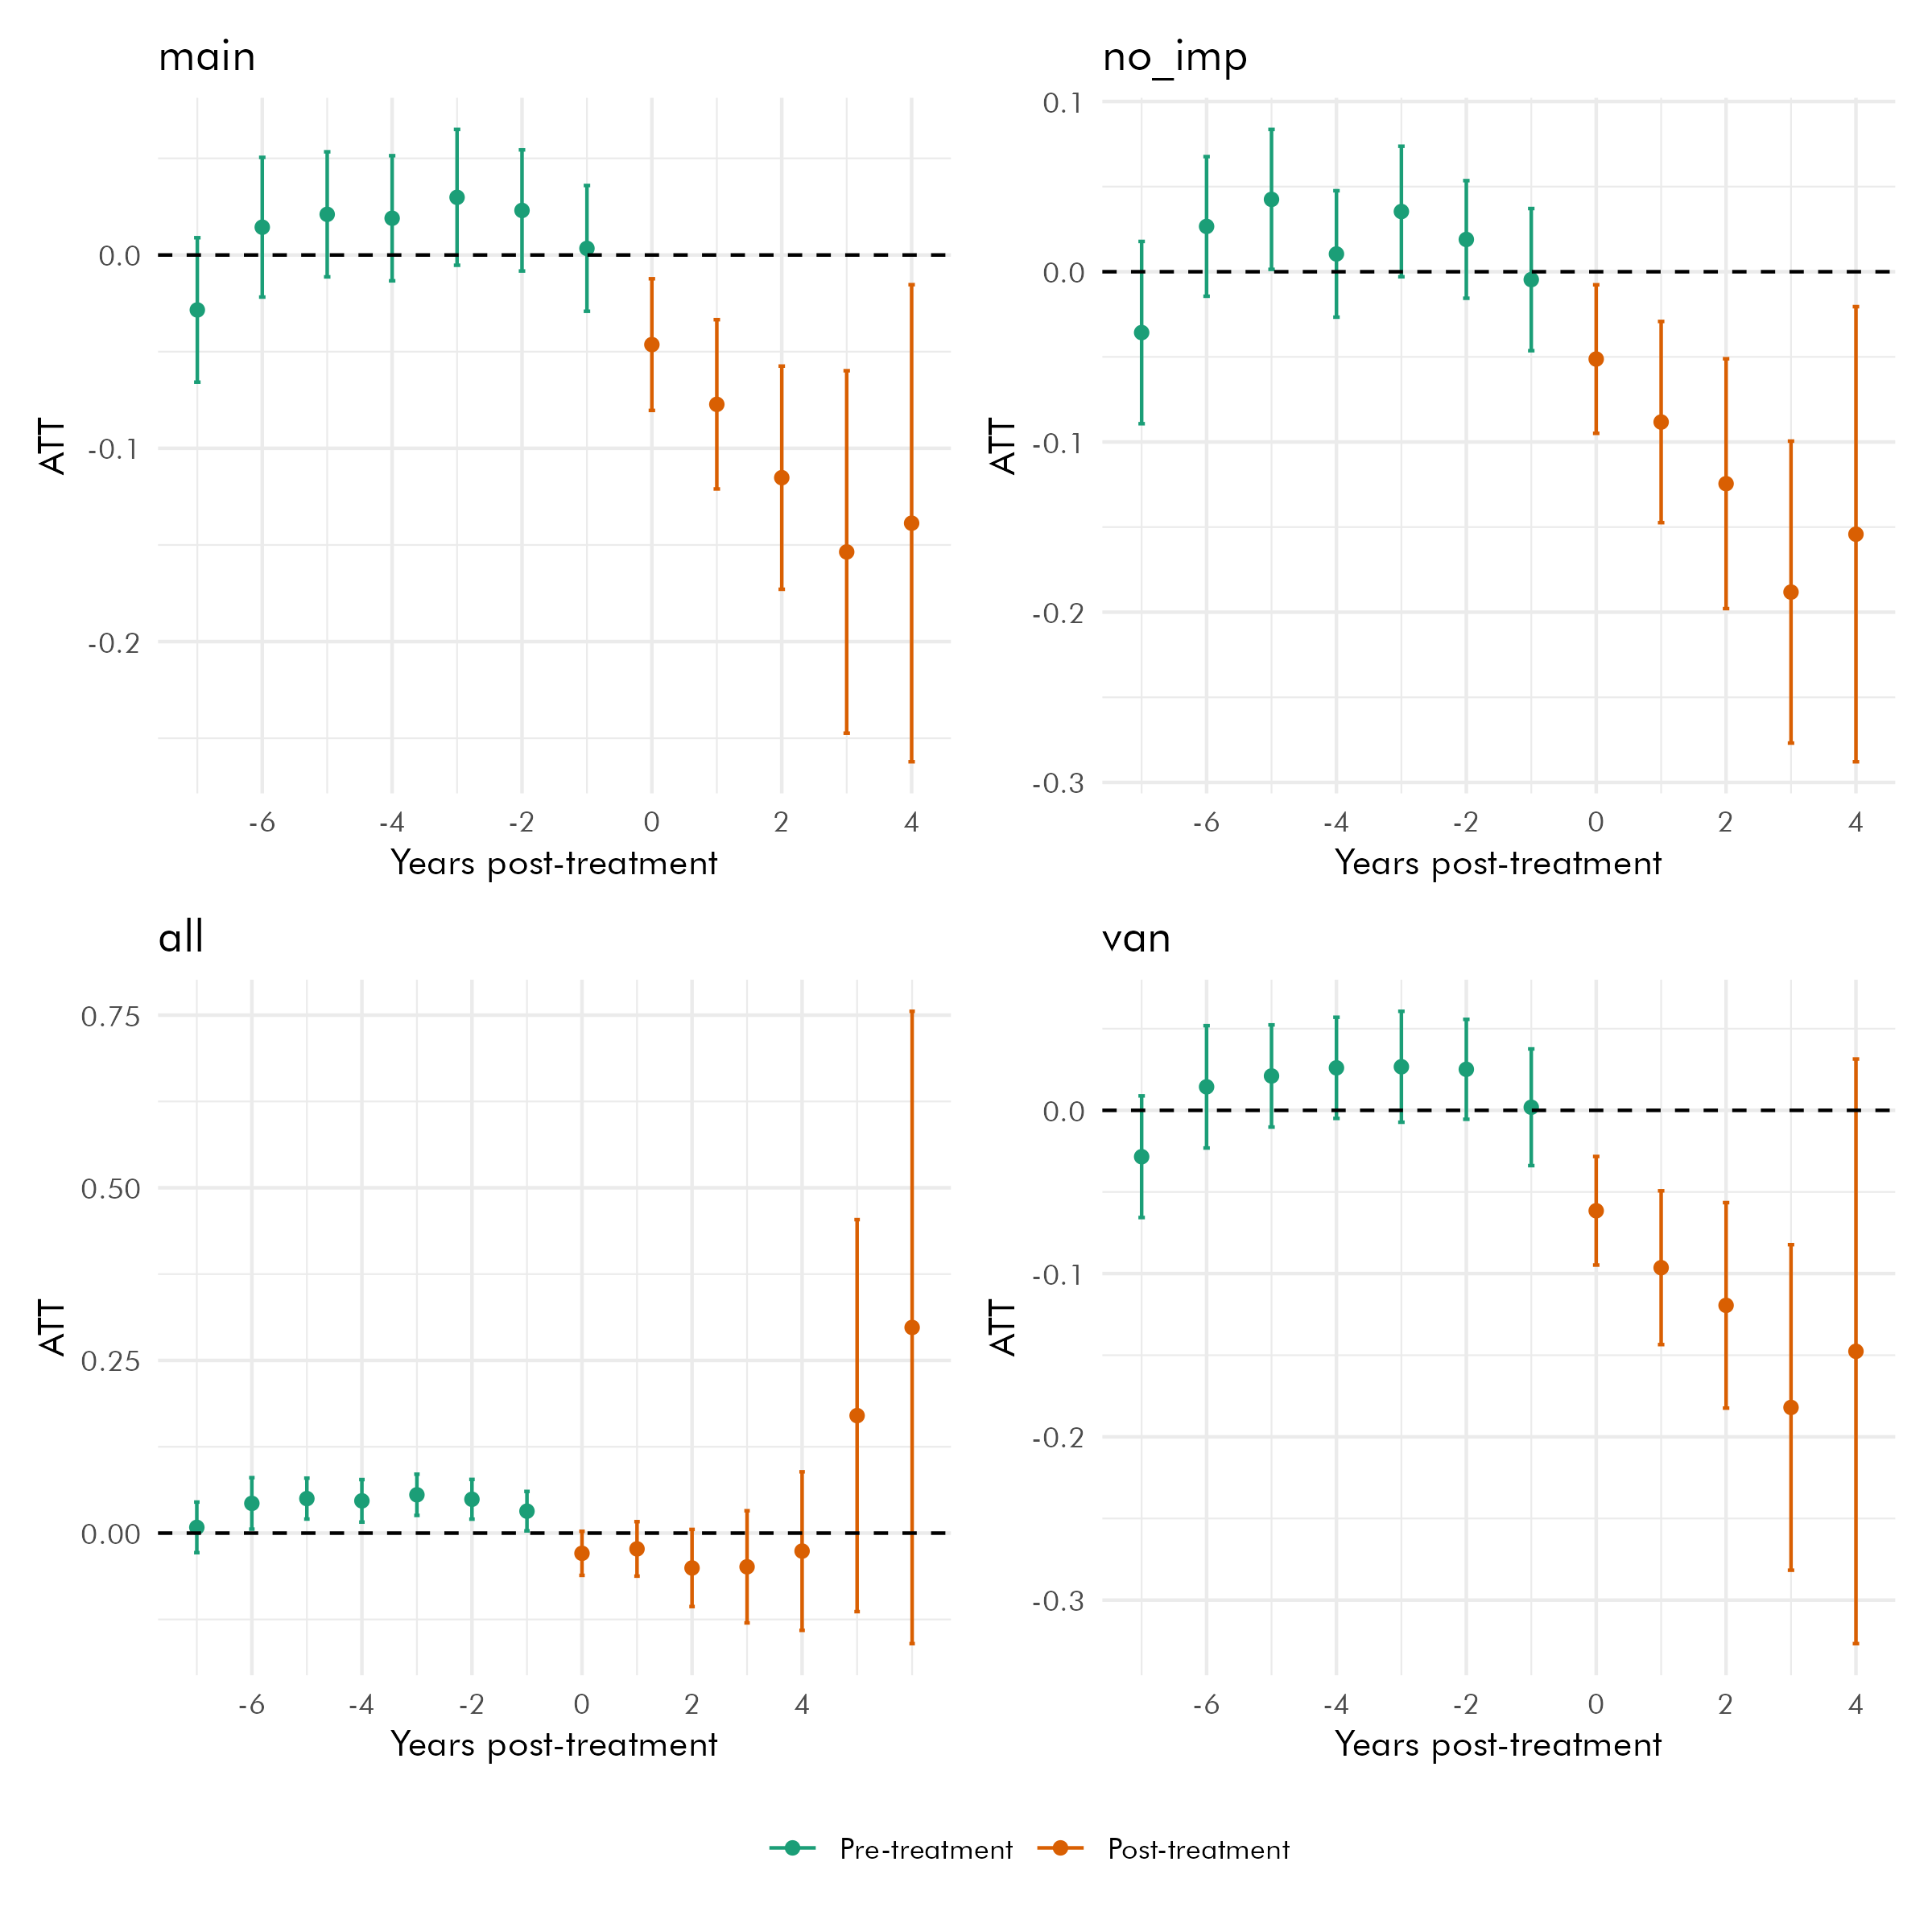 main
ATT
0.0
-0.1
-0.2
-6 -4 -2 0 2 4
Years post-treatment
no_imp
ATT
0.1
0.0
-0.1
-0.2
-0.3
-6 -4 -2 0 2 4
Years post-treatment
all
ATT
0.75
0.50
0.25
0.00
-6 -4 -2 0 2 4
Years post-treatment
van
ATT
0.0
-0.1
-0.2
-0.3
-6 -4 -2 0 2 4
Years post-treatment
Pre-treatment Post-treatment